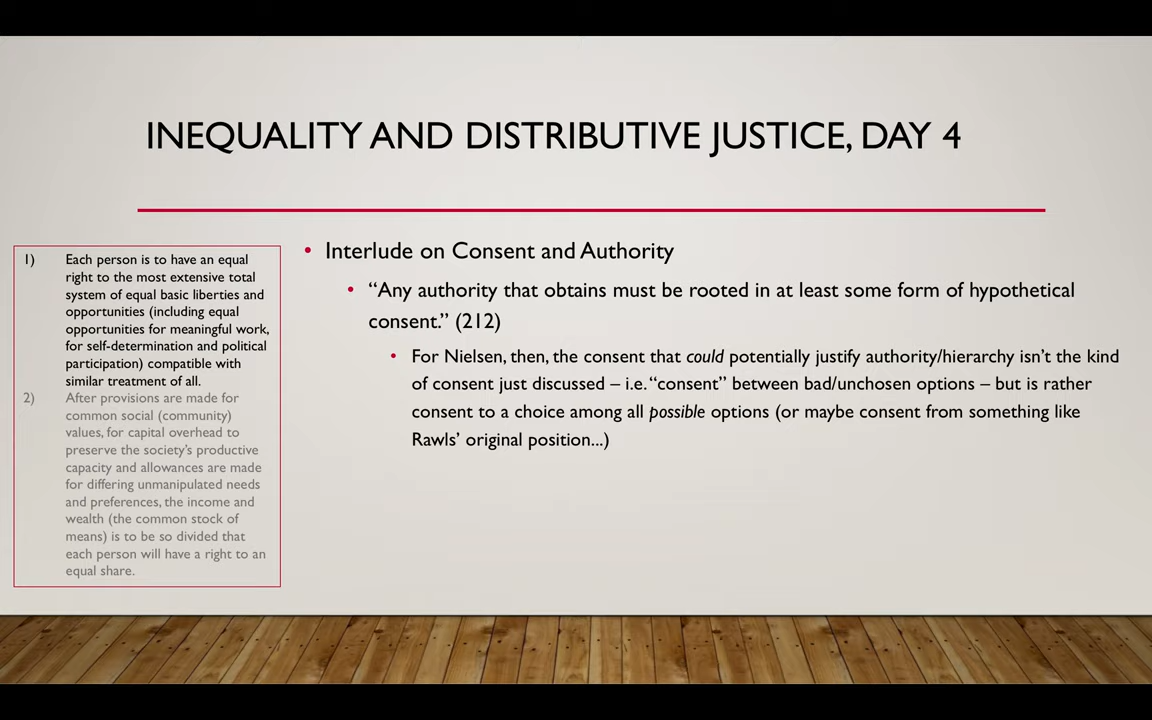 INEQUALITY AND DISTRIBUTIVE JUSTICE, DAY 4
1) Each person is to have an equal
right to the most extensive total
system of equal basic liberties and
opportunities (including equal
opportunities for meaningful work,
for self-determination and political
participation) compatible with
similar treatment of all.
2) After provisions are made for
common social (community)
values, for capital overhead to
preserve the society's productive
capacity and allowances are made
for differing unmanipulated needs
and preferences, the income and
wealth (the common stock of
means) is to be so divided that
each person will have a right to an
equal share.
• Interlude on Consent and Authority
• “Any authority that obtains must be rooted in at least some form of hypothetical
consent.” (212)
• For Nielsen, then, the consent that could potentially justify authority/hierarchy isn't the kind
of consent just discussed – i.e. “consent” between bad/unchosen options – but is rather
consent to a choice among all possible options (or maybe consent from something like
Rawls' original position...)